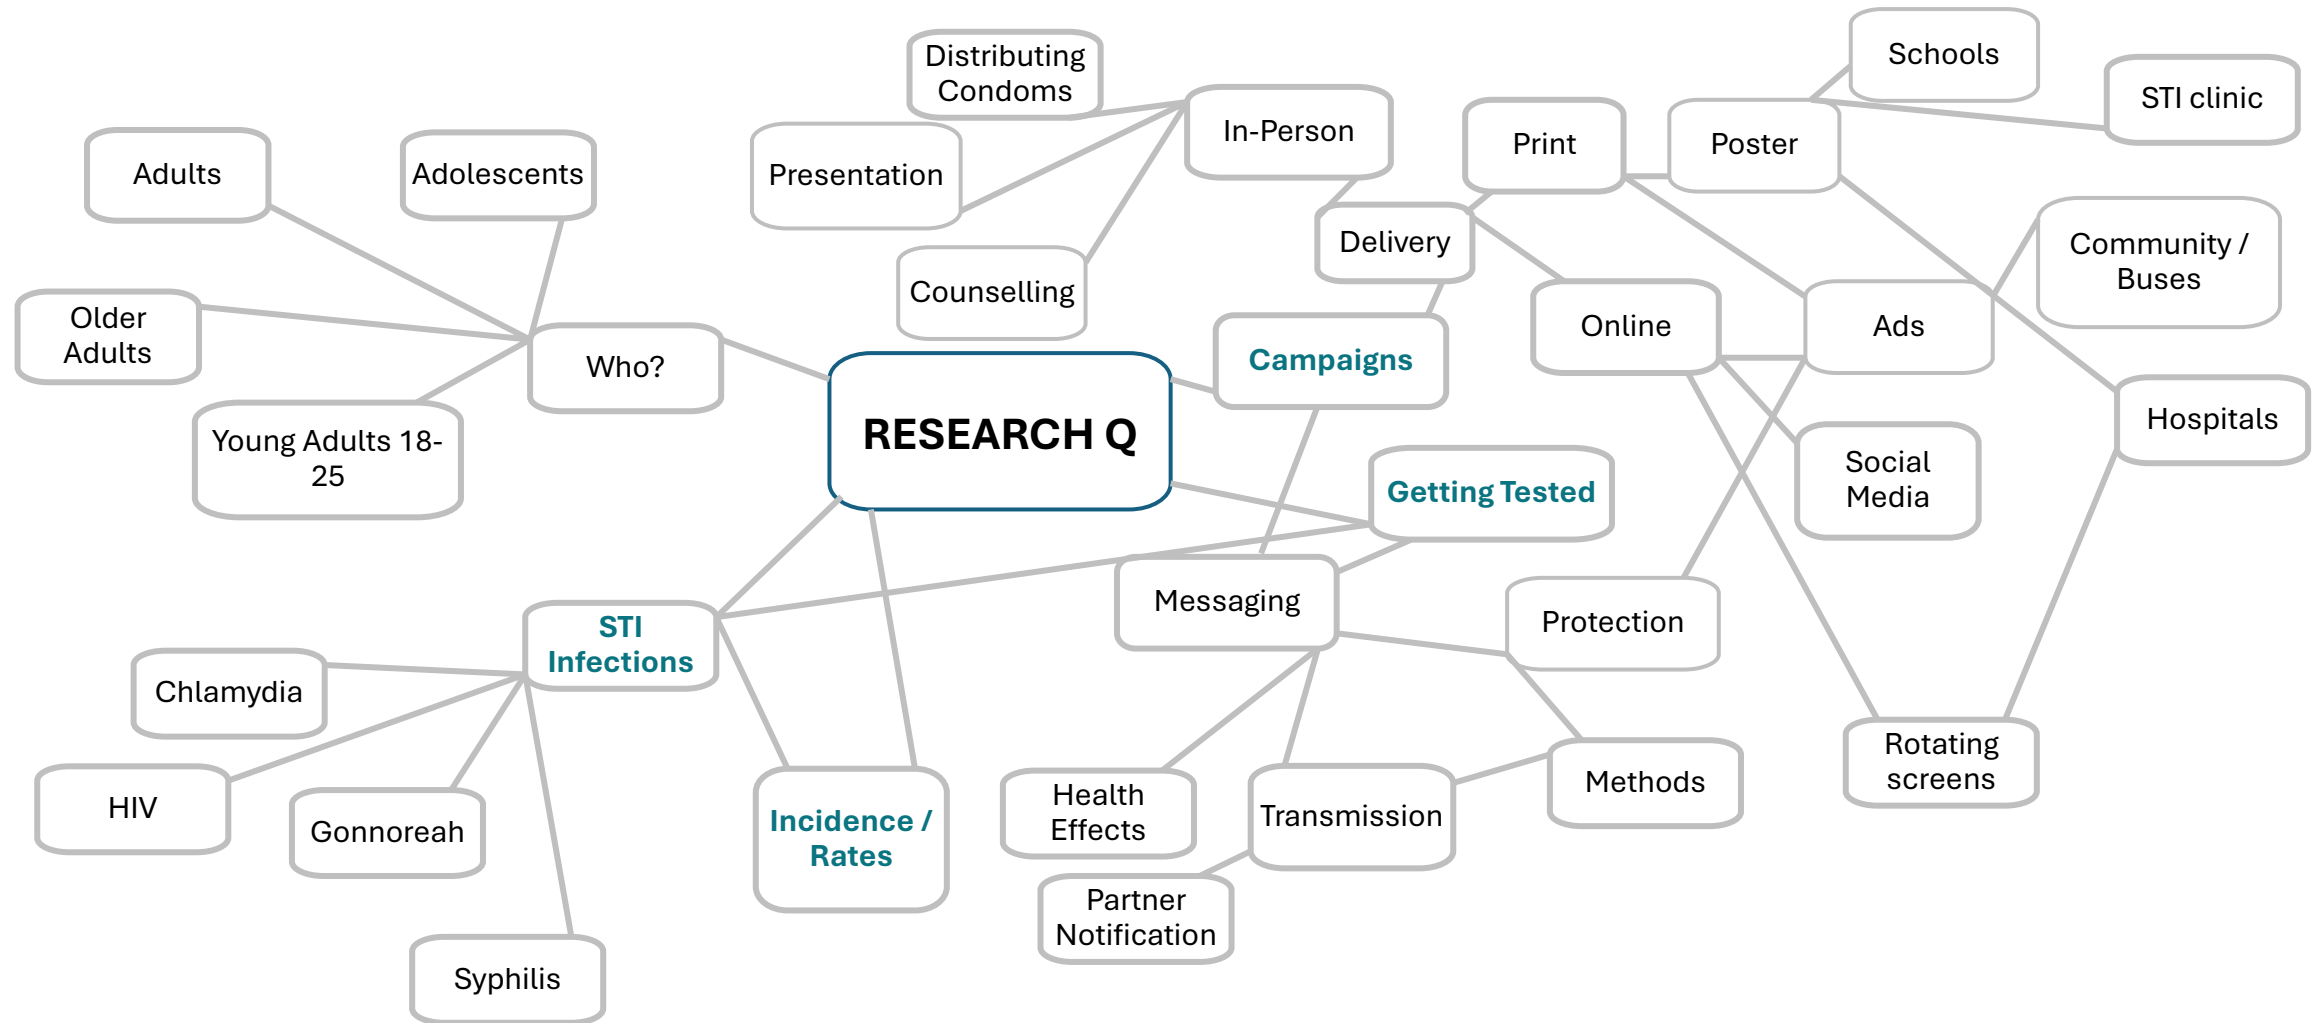 Schools
Distributing
Condoms
STI clinic
In-Person
Print
Poster
Adults
Adolescents
Presentation
Delivery
Community /
Buses
Counselling
Older
Adults
Online
Ads
Who?
Campaigns
RESEARCH Q
Hospitals
Young Adults 18-
25
Getting Tested
Social
Media
Messaging
Protection
STI
Infections
Chlamydia
Rotating
screens
Methods
HIV
Gonnoreah
Incidence /
Rates
Health
Effects
Transmission
Partner
Notification
Syphilis